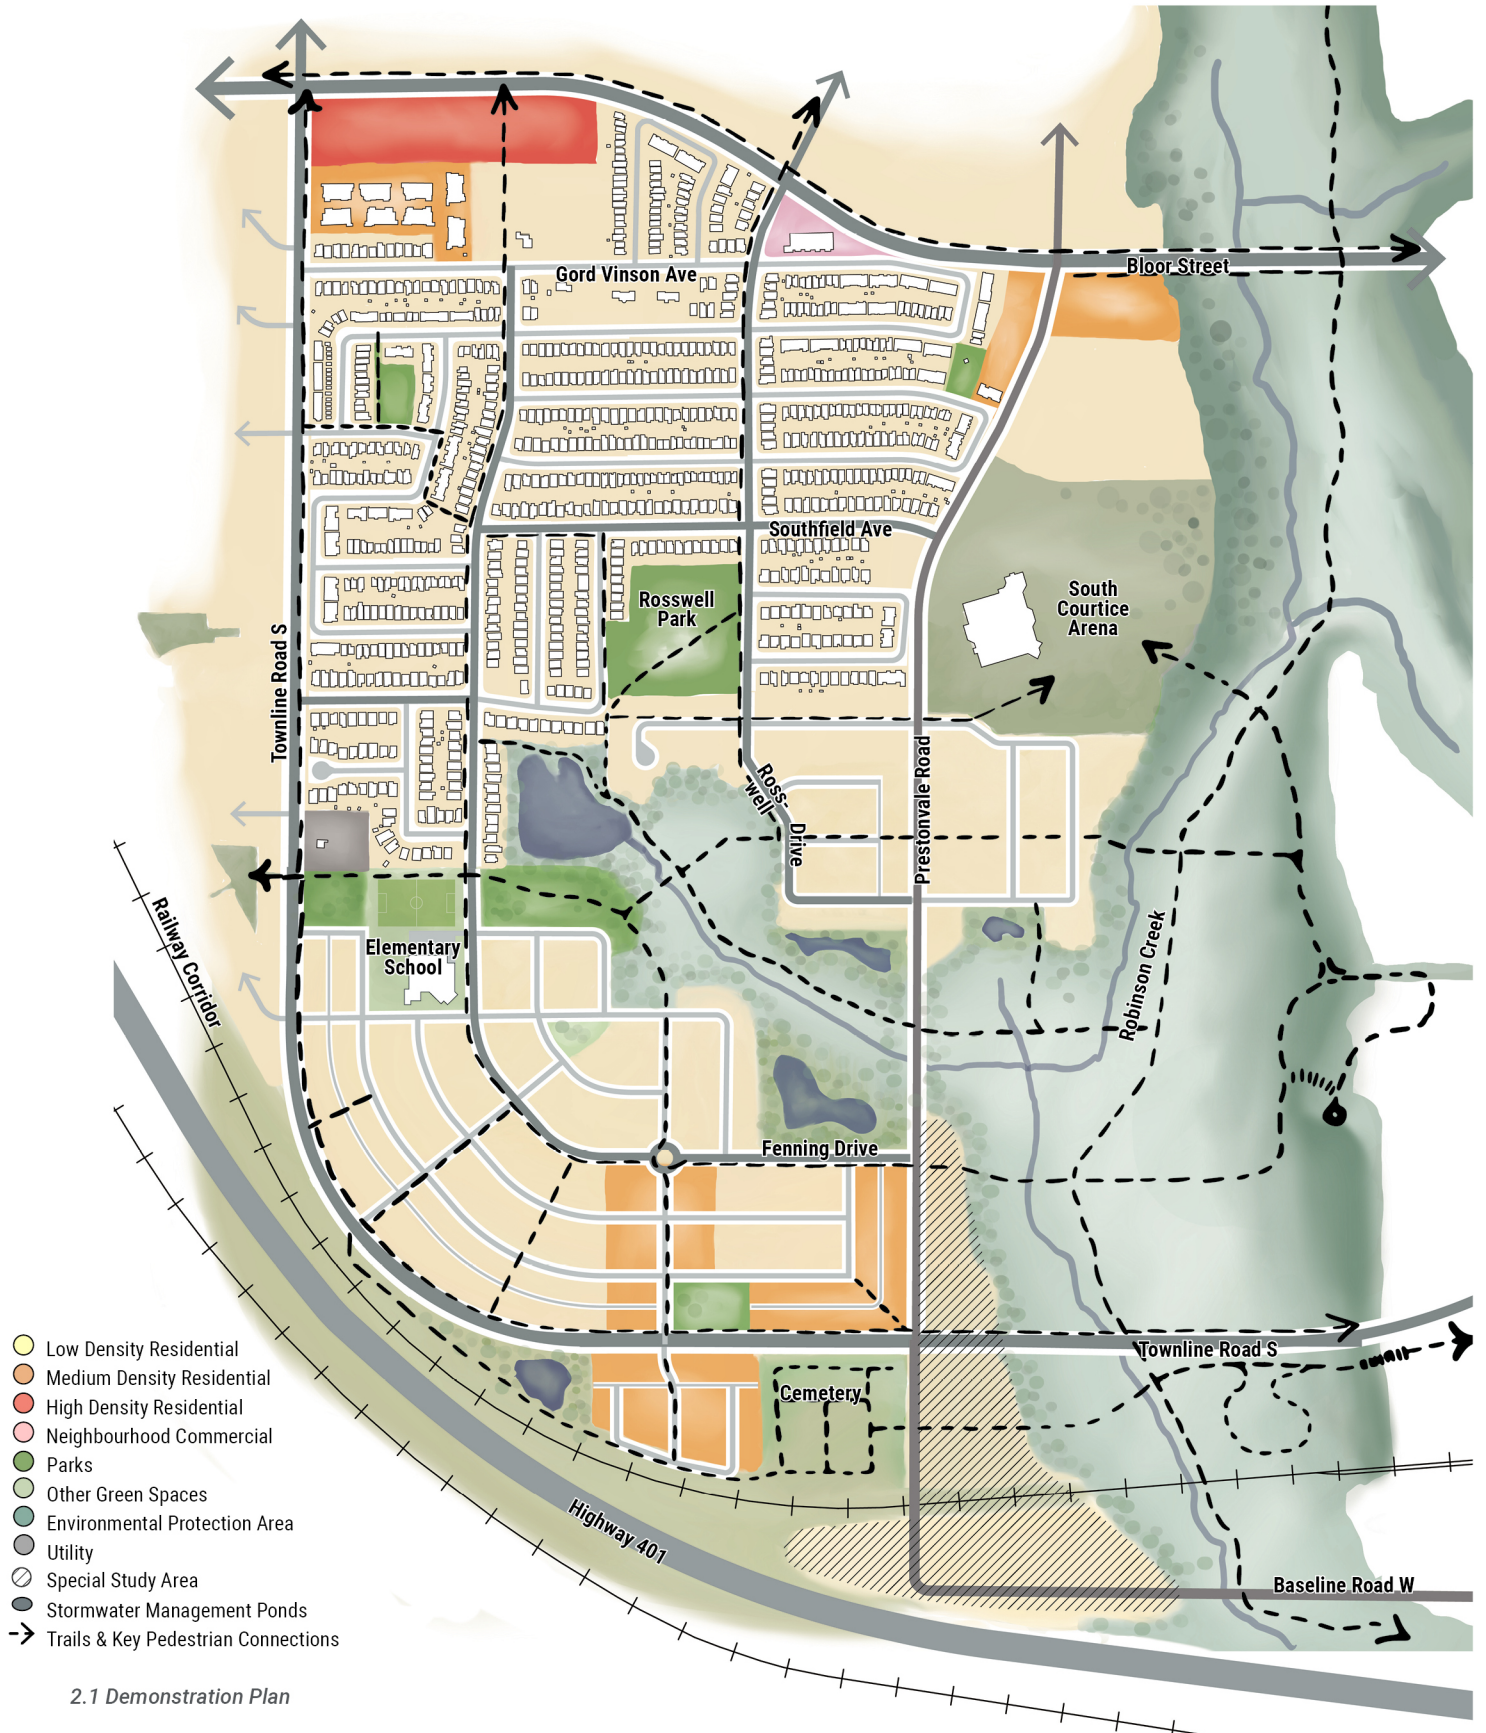 Gord Vinson Ave
Bloor Street
Southfield Ave
Rosswell
Park
South
Courtice
Arena
Townline Road S
Ross-
well
Drive
Prestonvale Road
Railway Corridor
Elementary
School
Robinson Creek
Fenning Drive
Townline Road S
Cemetery
Highway 401
Baseline Road W
Low Density Residential
Medium Density Residential
High Density Residential
Neighbourhood Commercial
Parks
Other Green Spaces
Environmental Protection Area
Utility
Special Study Area
Stormwater Management Ponds
Trails & Key Pedestrian Connections
2.1 Demonstration Plan